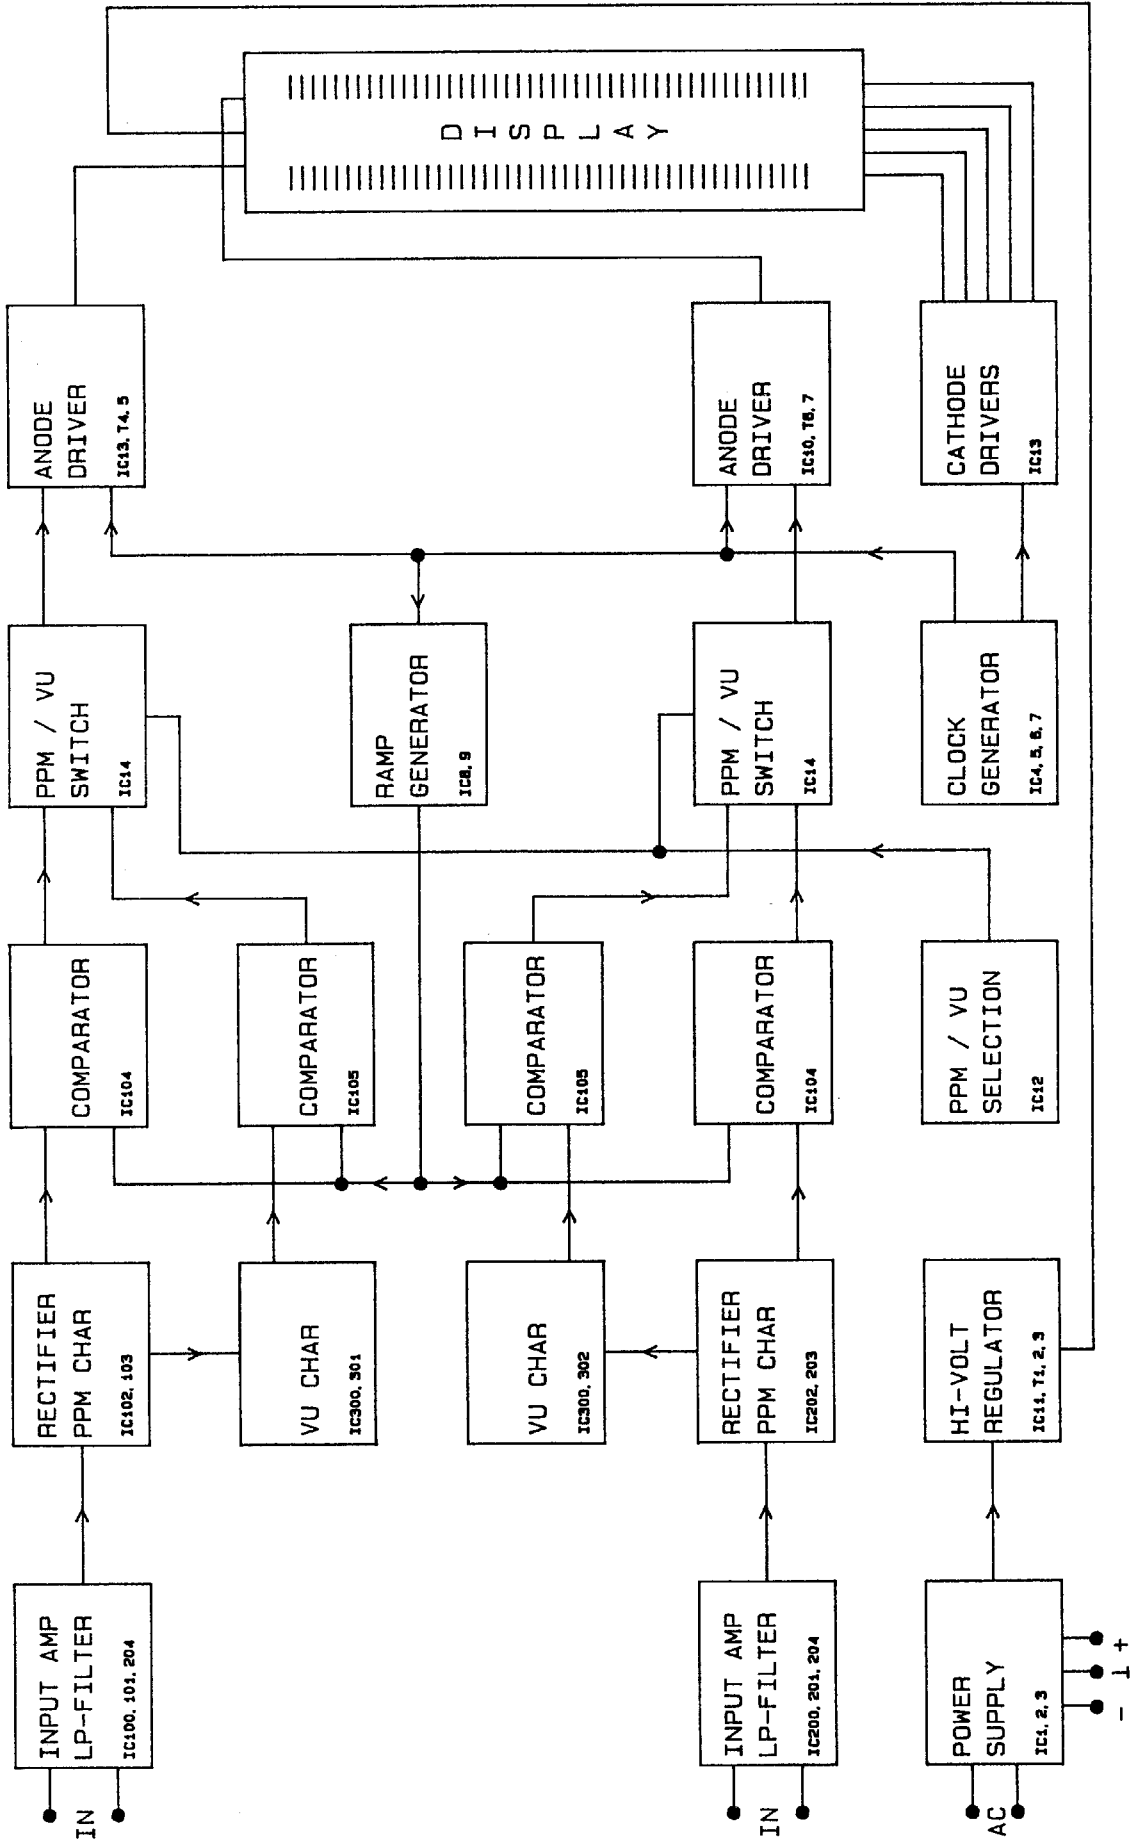 IN
INPUT AMP
LP-FILTER
IC100, 101, 204
RECTIFIER
PPM CHAR
IC102, 103
COMPARATOR
IC104
PPM / VU
SWITCH
IC14
ANODE
DRIVER
IC13, T4, 5
VU CHAR
IC300, 301
COMPARATOR
IC105
RAMP
GENERATOR
IC8, 9
DISPLAY
VU CHAR
IC300, 302
COMPARATOR
IC105
IN
INPUT AMP
LP-FILTER
IC200, 201, 204
RECTIFIER
PPM CHAR
IC202, 203
COMPARATOR
IC104
PPM / VU
SWITCH
IC14
ANODE
DRIVER
IC10, T6, 7
AC
POWER
SUPPLY
IC1, 2, 3
- ⊥ +
HI-VOLT
REGULATOR
IC11, T1, 2, 3
PPM / VU
SELECTION
IC12
CLOCK
GENERATOR
IC4, 5, 6, 7
CATHODE
DRIVERS
IC13